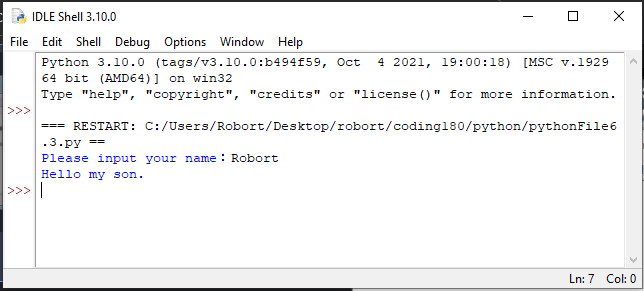 IDLE Shell 3.10.0
File Edit Shell Debug Options Window Help
Python 3.10.0 (tags/v3.10.0:b494f59, Oct  4 2021, 19:00:18) [MSC v.1929
64 bit (AMD64)] on win32
Type "help", "copyright", "credits" or "license()" for more information.
>>>
=== RESTART: C:/Users/Robort/Desktop/robort/coding180/python/pythonFile6
.3.py ==
Please input your name：Robort
Hello my son.
>>>
Ln: 7 Col: 0